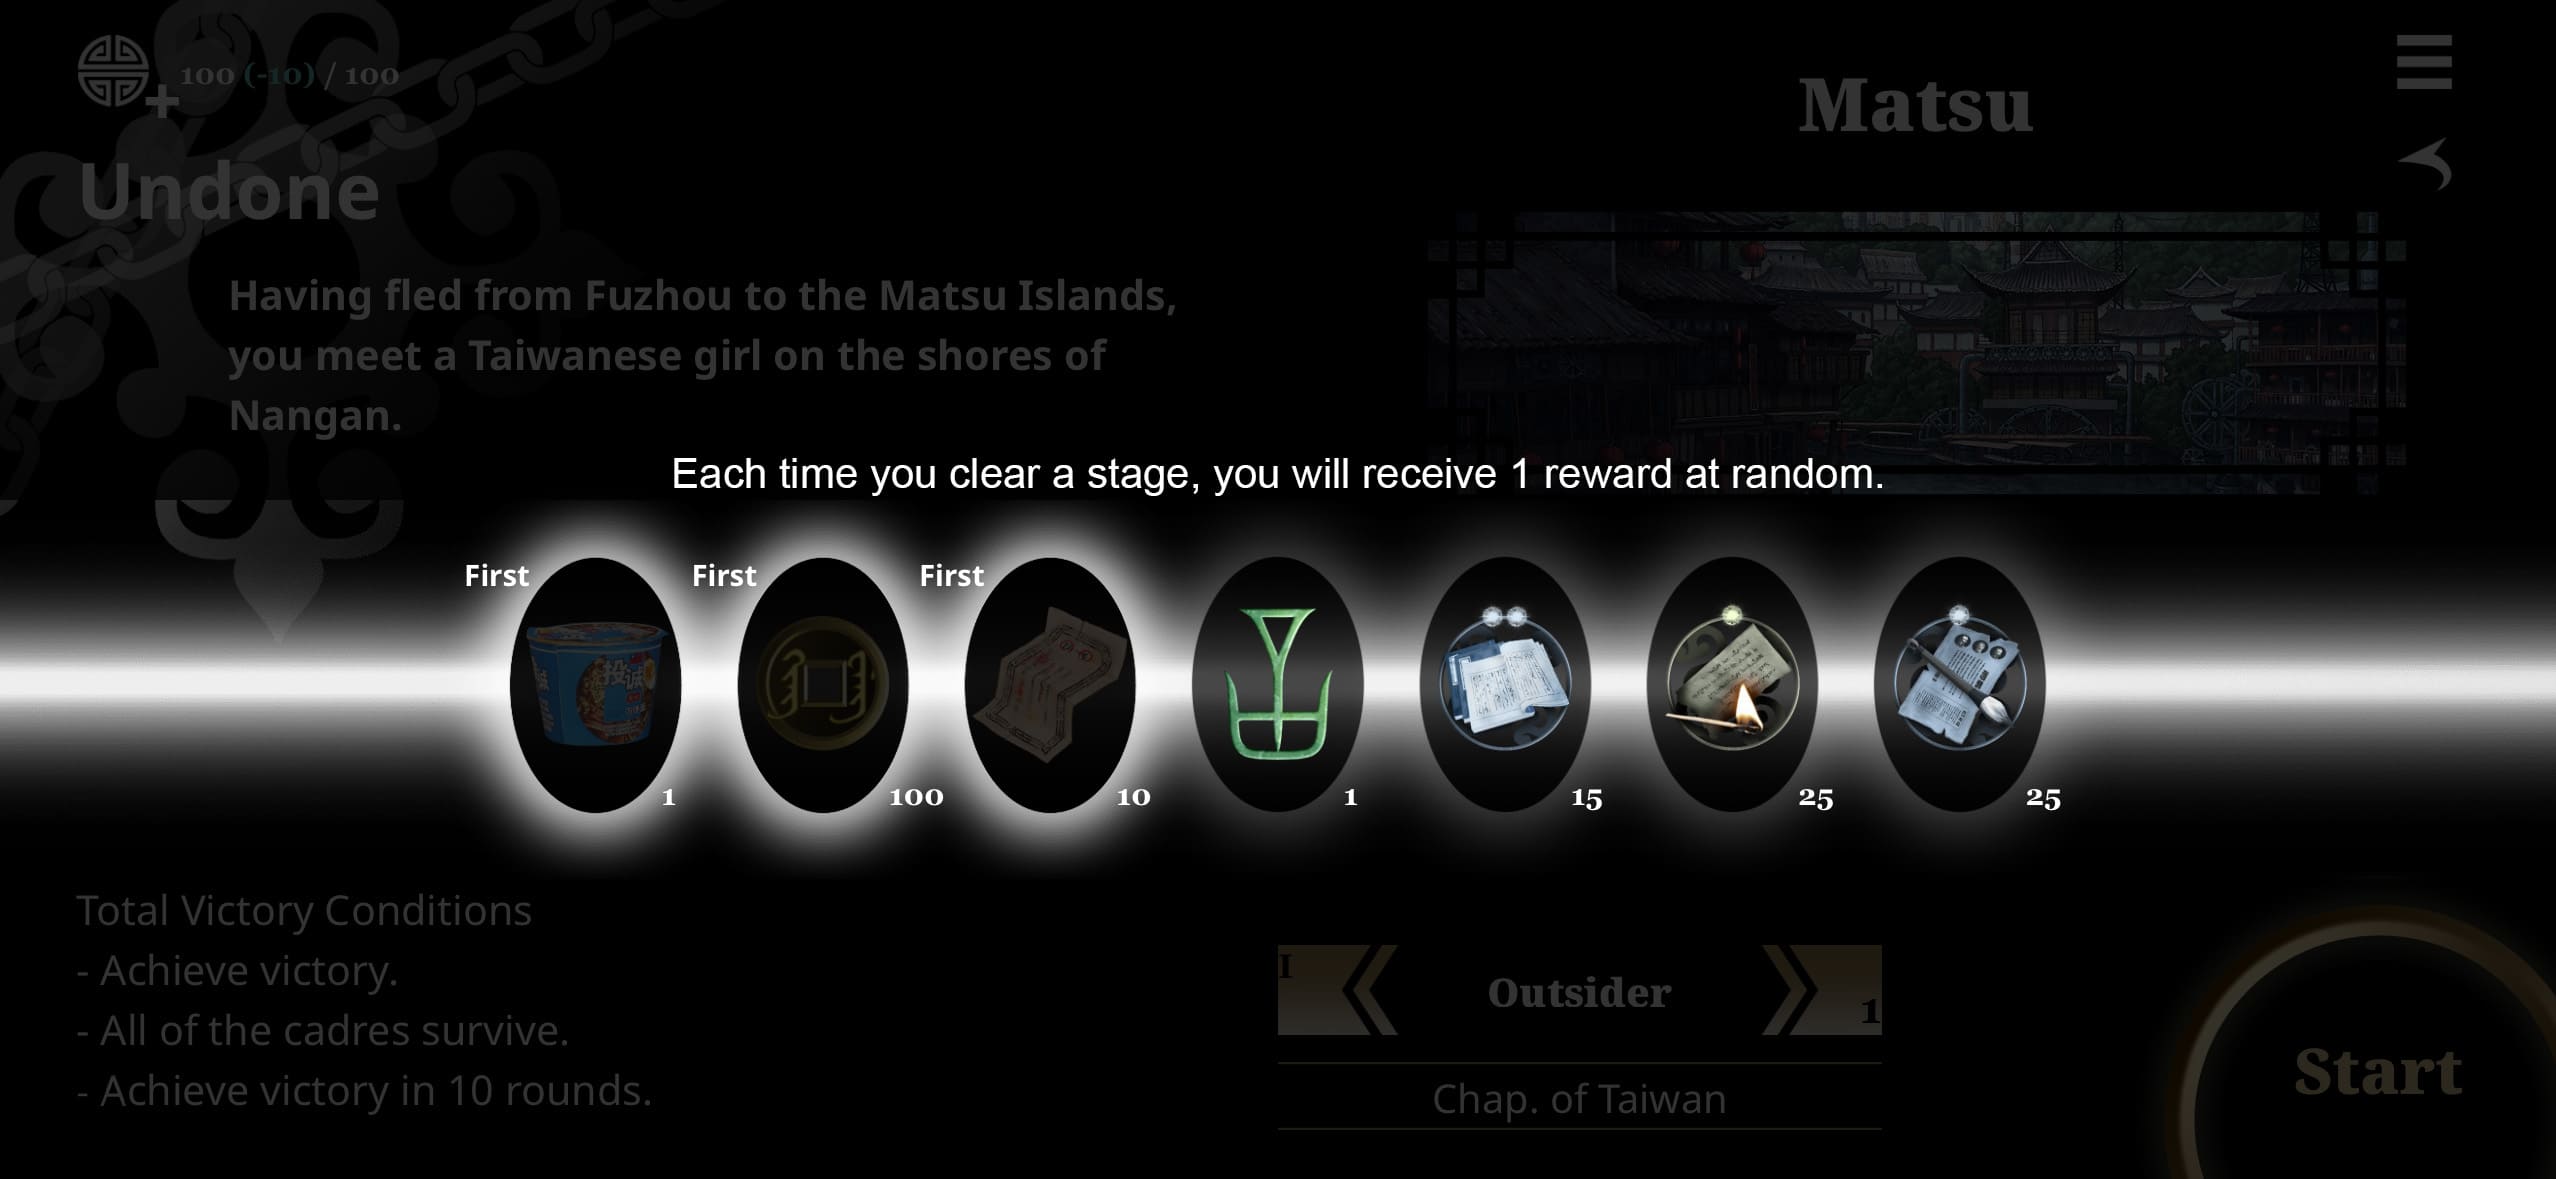 100 (-10) / 100
Matsu
Undone
Having fled from Fuzhou to the Matsu Islands,
you meet a Taiwanese girl on the shores of
Nangan.
Each time you clear a stage, you will receive 1 reward at random.
First
First
First
投诚
1
100
10
1
15
25
25
Total Victory Conditions
- Achieve victory.
- All of the cadres survive.
- Achieve victory in 10 rounds.
I
Outsider
1
Chap. of Taiwan
Start